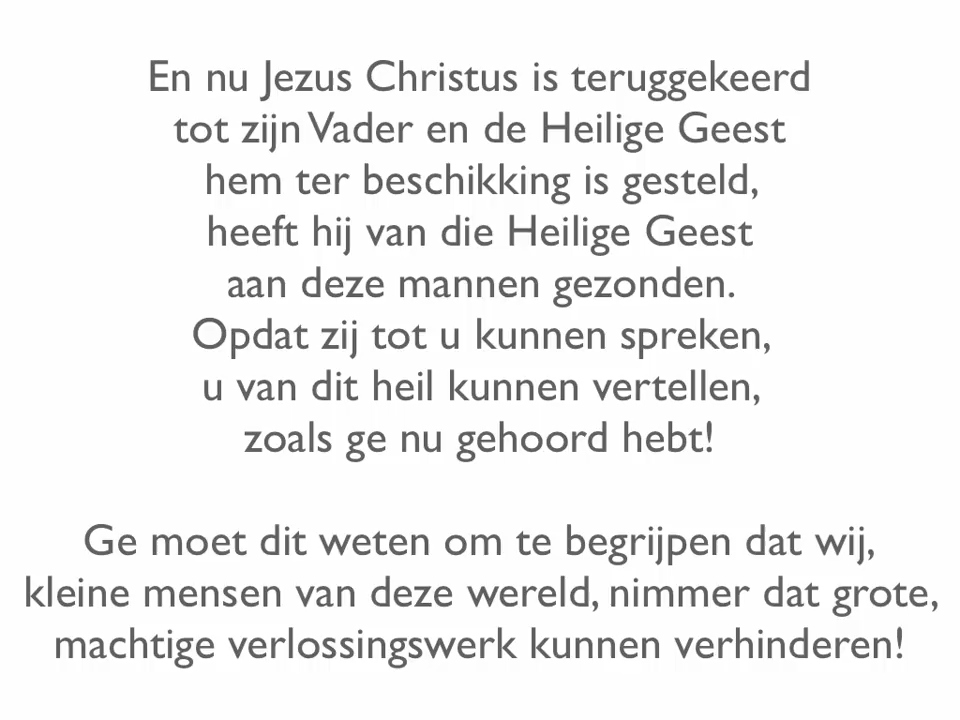 En nu Jezus Christus is teruggekeerd
tot zijn Vader en de Heilige Geest
hem ter beschikking is gesteld,
heeft hij van die Heilige Geest
aan deze mannen gezonden.
Opdat zij tot u kunnen spreken,
u van dit heil kunnen vertellen,
zoals ge nu gehoord hebt!
Ge moet dit weten om te begrijpen dat wij,
kleine mensen van deze wereld, nimmer dat grote,
machtige verlossingswerk kunnen verhinderen!